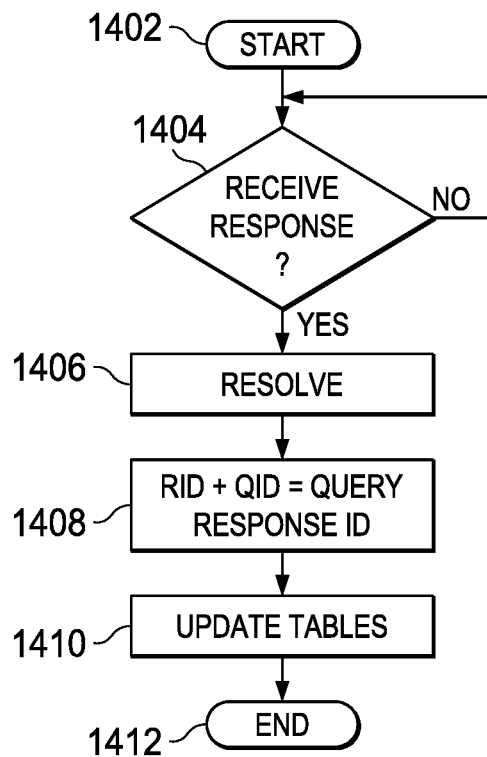 1402
START
1404
RECEIVE
RESPONSE
?
NO
YES
1406
RESOLVE
1408
RID + QID = QUERY
RESPONSE ID
1410
UPDATE TABLES
1412
END